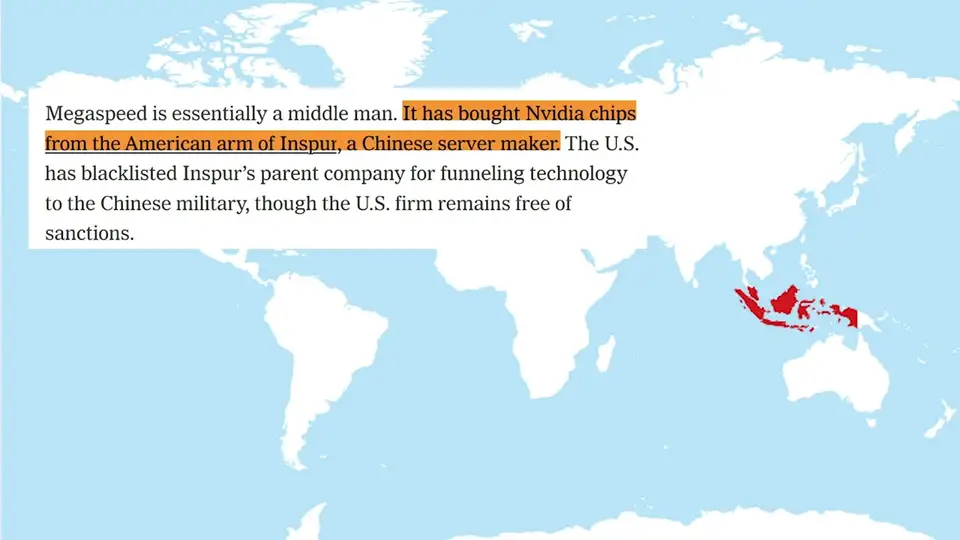 Megaspeed is essentially a middle man. It has bought Nvidia chips
from the American arm of Inspur, a Chinese server maker. The U.S.
has blacklisted Inspur’s parent company for funneling technology
to the Chinese military, though the U.S. firm remains free of
sanctions.